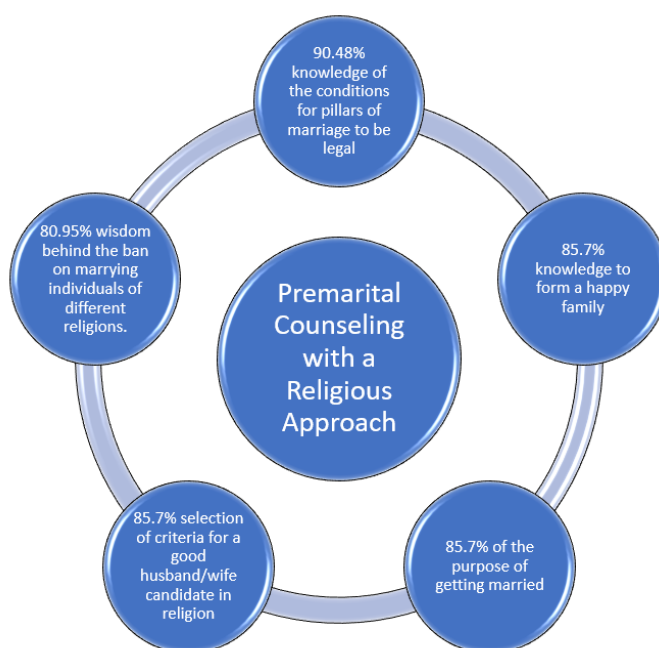 90.48%
knowledge of
the conditions
for pillars of
marriage to be
legal
85.7%
knowledge to
form a happy
family
85.7% of the
purpose of
getting married
85.7% selection
of criteria for a
good
husband/wife
candidate in
religion
80.95% wisdom
behind the ban
on marrying
individuals of
different
religions.
Premarital
Counseling
with a
Religious
Approach